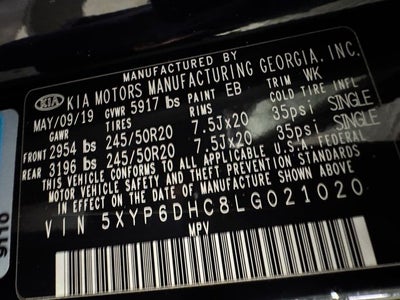 MANUFACTURED BY
KIA KIA MOTORS MANUFACTURING GEORGIA, INC.
MAY/09/19 GVWR 5917 lbs PAINT EB TRIM WK
GAWR TIRES RIMS COLD TIRE INFL
FRONT 2954 lbs 245/50R20 7.5Jx20 35psi SINGLE
REAR 3196 lbs 245/50R20 7.5Jx20 35psi SINGLE
THIS VEHICLE CONFORMS TO ALL APPLICABLE U.S. FEDERAL
MOTOR VEHICLE SAFETY AND THEFT PREVENTION STANDARDS
IN EFFECT ON THE DATE OF MANUFACTURE SHOWN ABOVE
VIN 5XYP6DHC8LG021020
MPV
9110